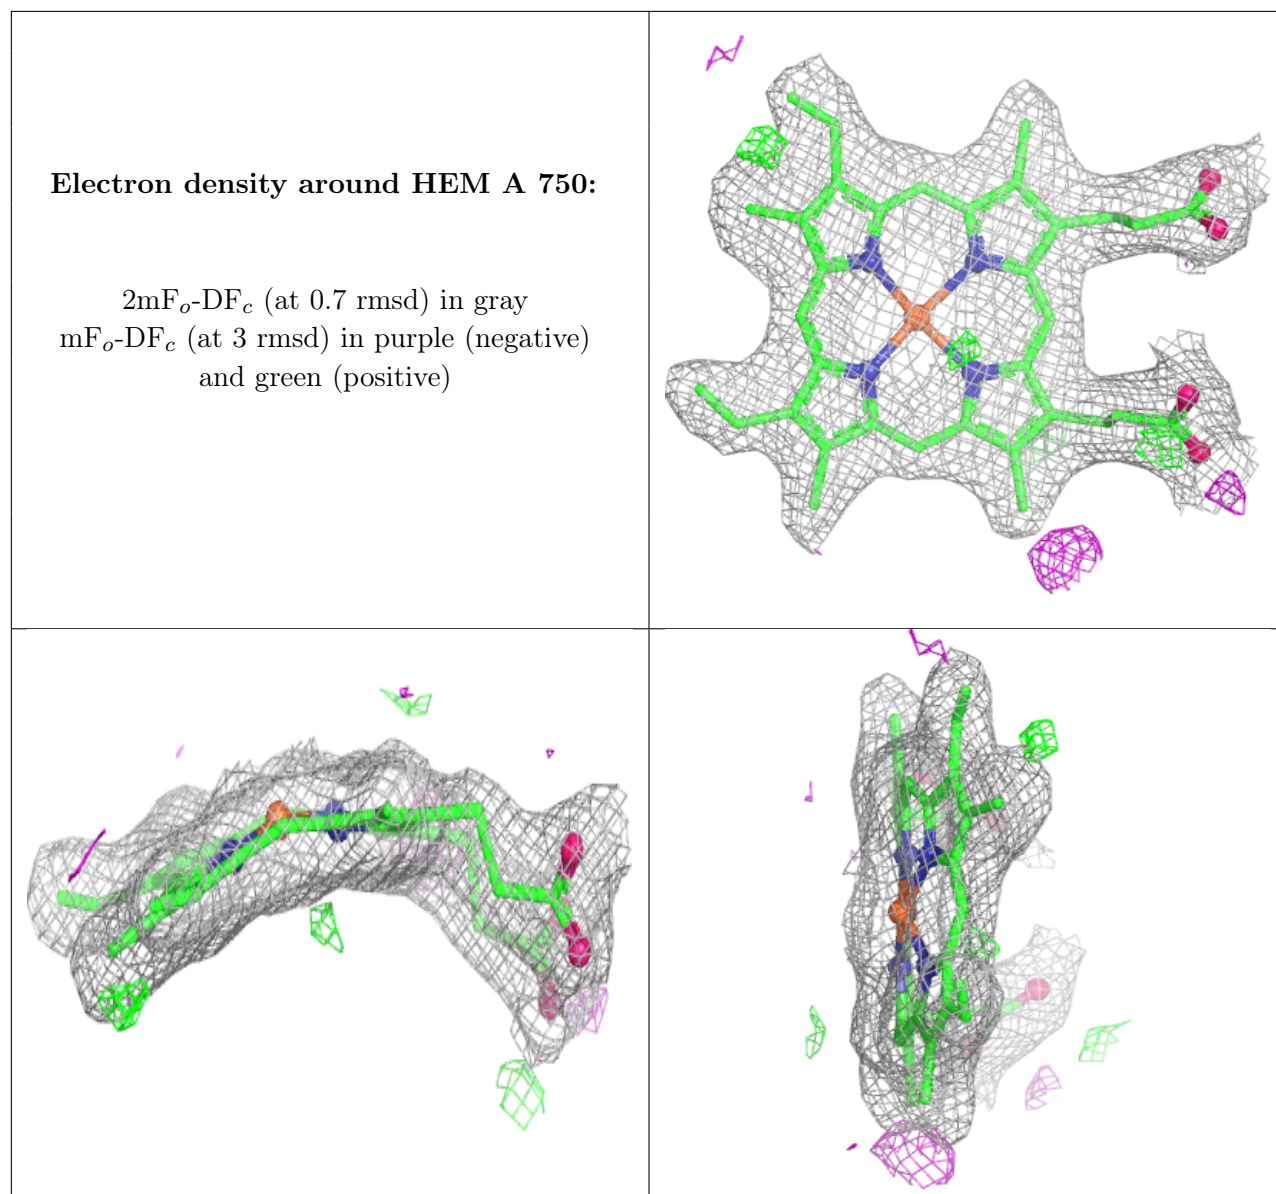 Electron density around HEM A 750:
2mFₒ-DF𝒸 (at 0.7 rmsd) in gray
mFₒ-DF𝒸 (at 3 rmsd) in purple (negative)
and green (positive)